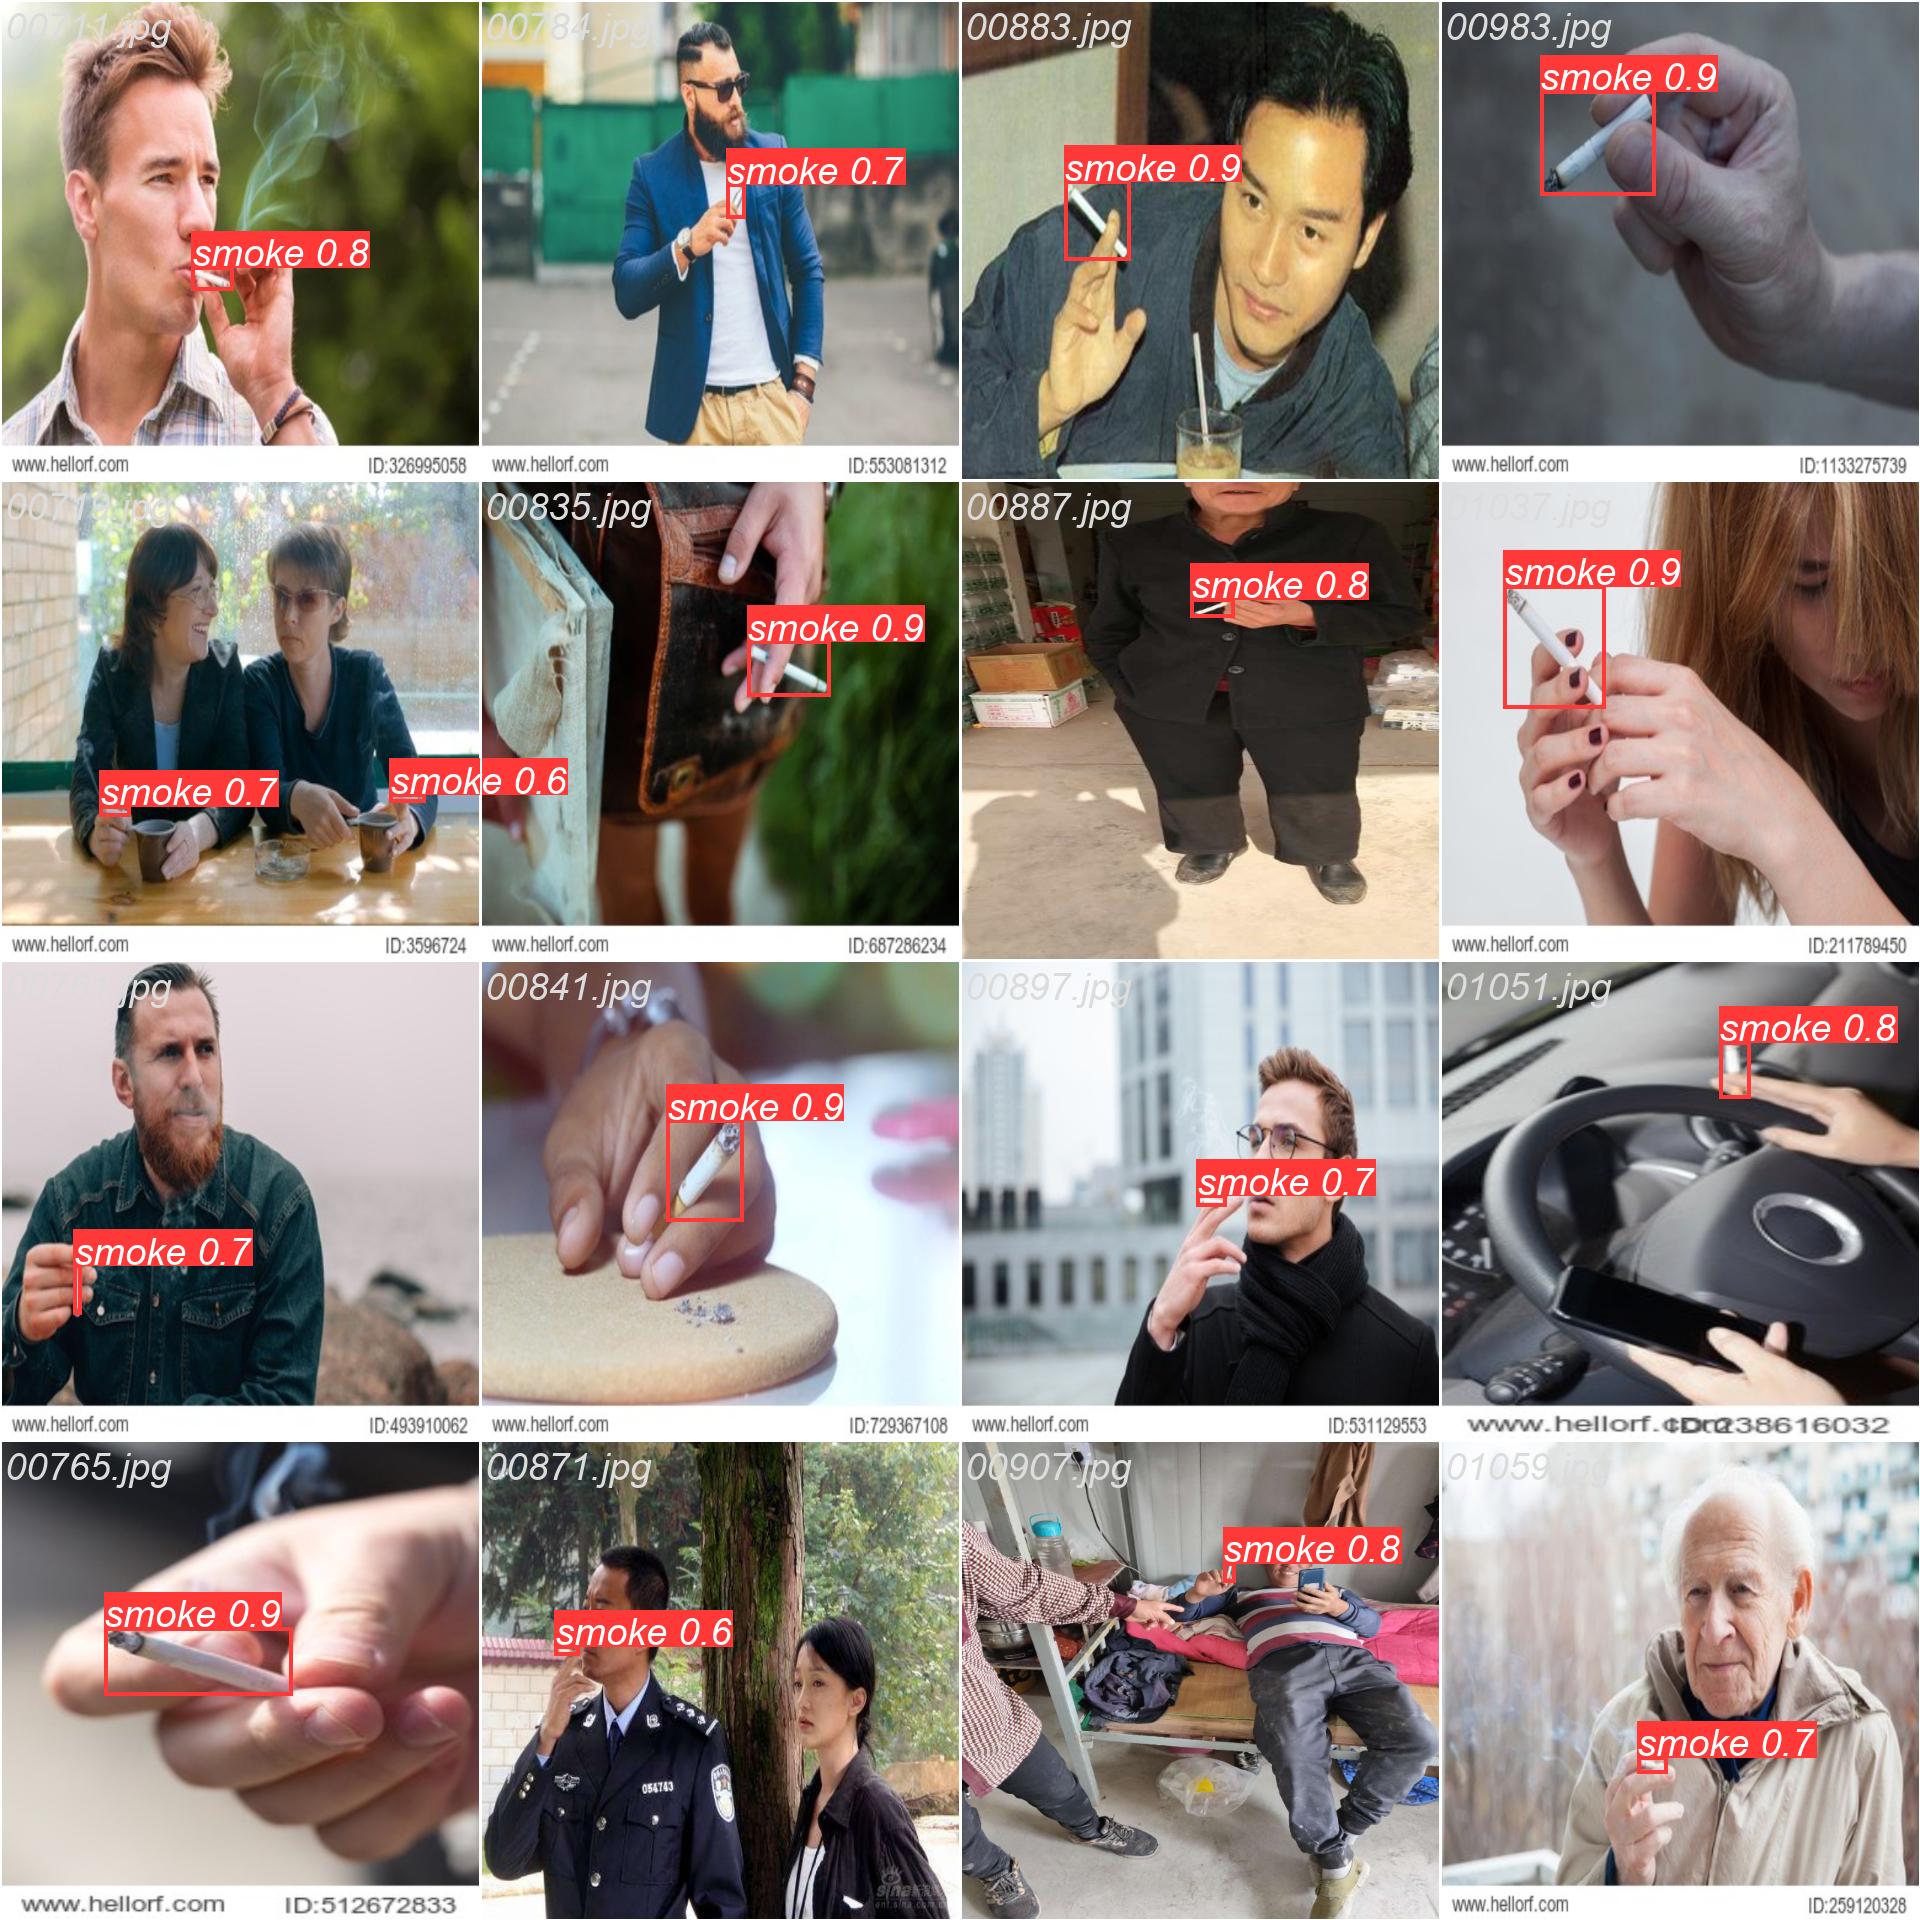 00711.jpg
smoke 0.8
www.hellorf.com ID:326995058
00784.jpg
smoke 0.7
www.hellorf.com ID:553081312
00883.jpg
smoke 0.9
00983.jpg
smoke 0.9
www.hellorf.com ID:1133275739
smoke 0.7
smoke 0.6
www.hellorf.com ID:3596724
00835.jpg
smoke 0.9
www.hellorf.com ID:687286234
00887.jpg
smoke 0.8
01037.jpg
smoke 0.9
www.hellorf.com ID:211789450
smoke 0.7
www.hellorf.com ID:493910062
00841.jpg
smoke 0.9
www.hellorf.com ID:729367108
00897.jpg
smoke 0.7
www.hellorf.com ID:531129553
01051.jpg
smoke 0.8
00765.jpg
smoke 0.9
www.hellorf.com ID:512672833
00871.jpg
smoke 0.6
054743
00907.jpg
smoke 0.8
01059.jpg
smoke 0.7
www.hellorf.com ID:259120328